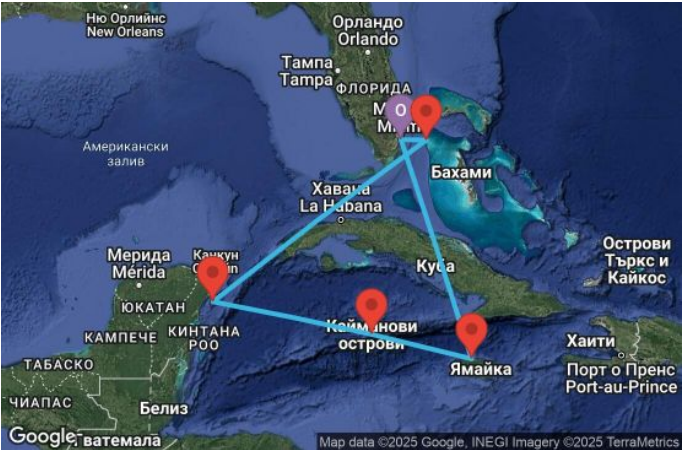 Ню Орлийнс
New Orleans
Орландо
Orlando
Тампа
Tampa
ФЛОРИДА
O
Американски
залив
Бахами
Хавана
La Habana
Мерида
Mérida
Канкун
Куба
Острови
Търкс и
Кайкос
ЮКАТАН
КАМПЕЧЕ
КИНТАНА
РОО
Кайманови
острови
ТАБАСКО
Ямайка
Хаити
Порт о Пренс
Port-au-Prince
ЧИАПАС
Белиз
Google
Гватемала
Map data ©2025 Google, INEGI Imagery ©2025 TerraMetrics